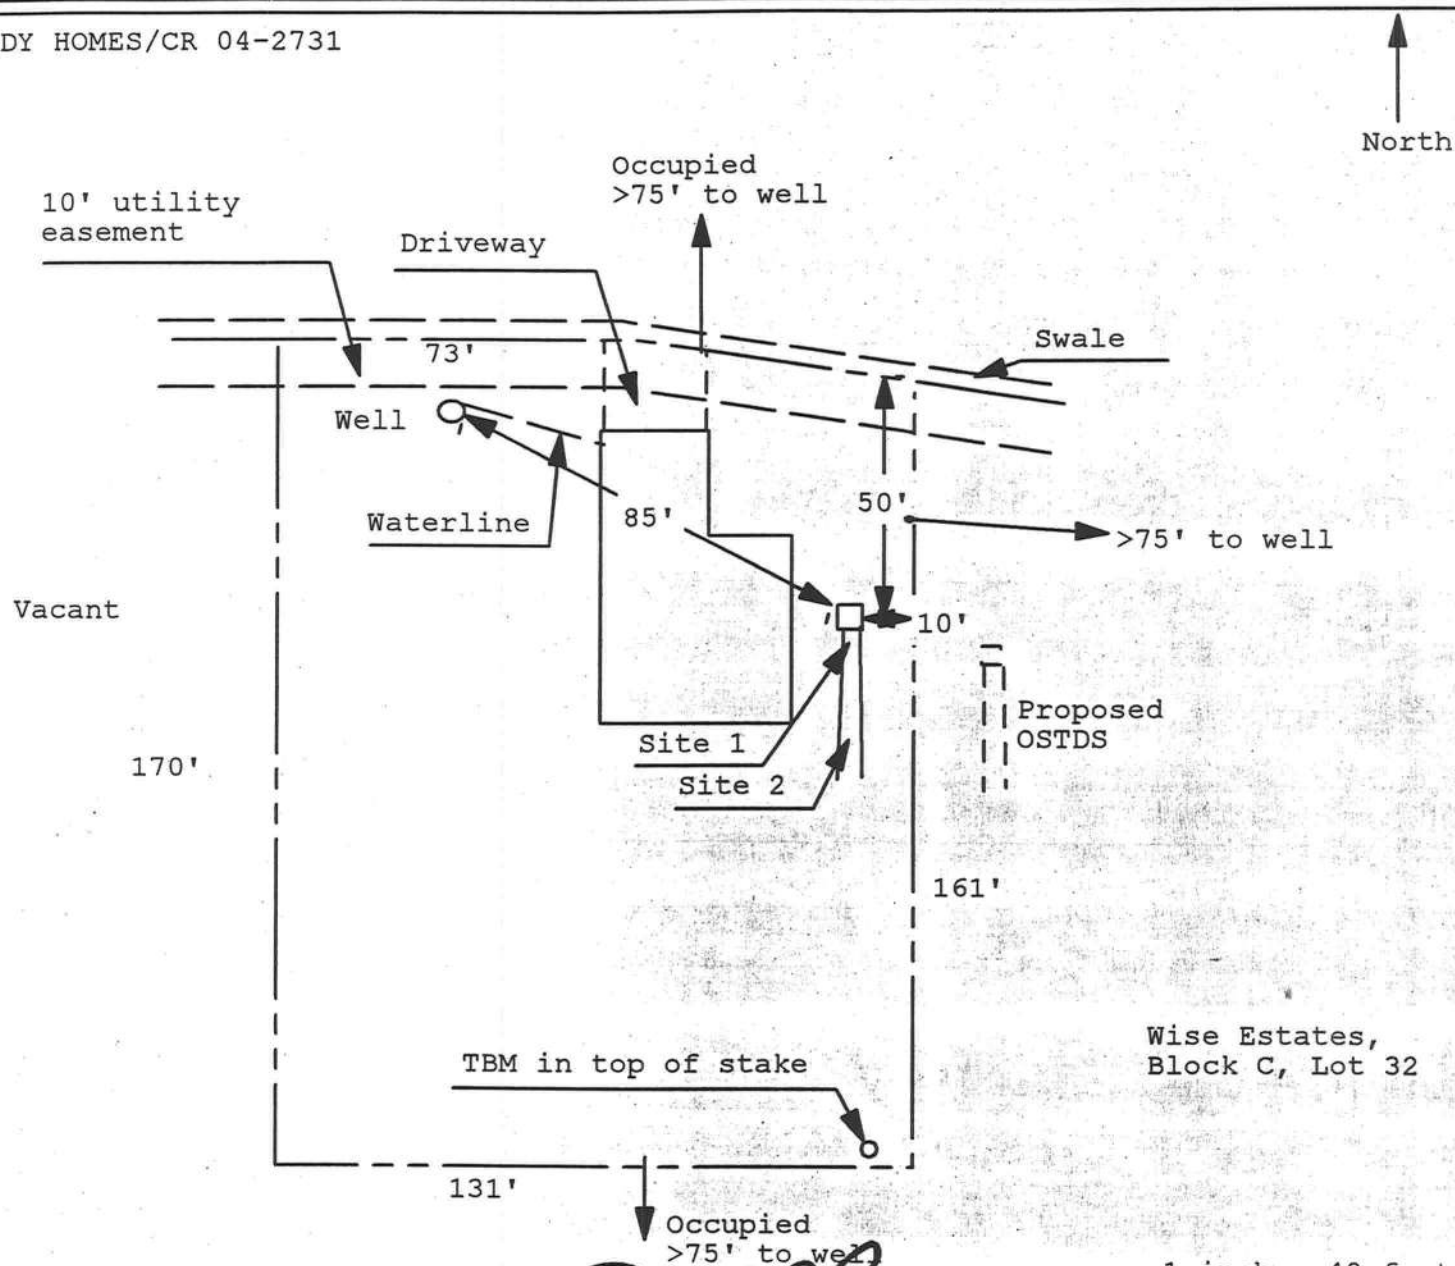 DY HOMES/CR 04-2731
North
Occupied
>75' to well
10' utility
easement
Driveway
Swale
73'
Well
50'
85'
Waterline
>75' to well
Vacant
10'
Proposed
OSTDS
Site 1
170'
Site 2
161'
Wise Estates,
Block C, Lot 32
TBM in top of stake
131'
Occupied
>75' to well